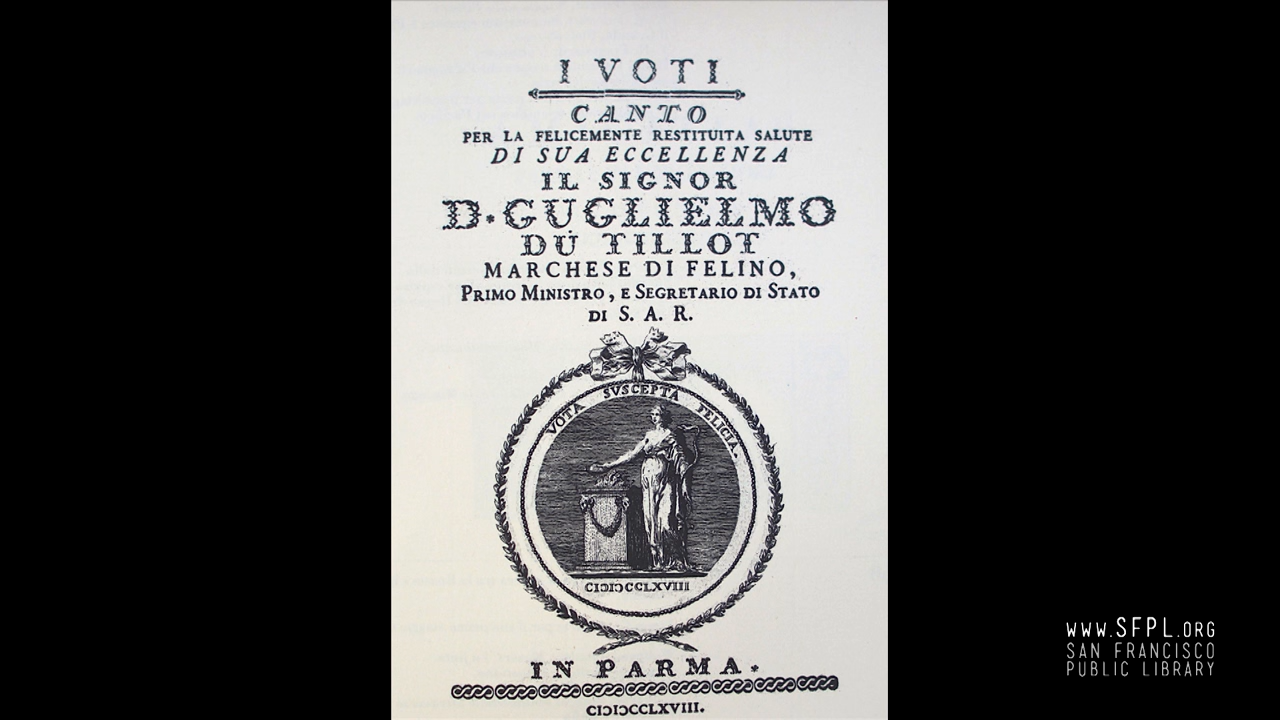 I VOTI
CANTO
PER LA FELICEMENTE RESTITUITA SALUTE
DI SUA ECCELLENZA
IL SIGNOR
D. GUGLIELMO
DU TILLOT
MARCHESE DI FELINO,
PRIMO MINISTRO, E SEGRETARIO DI STATO
DI S. A. R.
VOTA SVSCEPTA FELICIA.
CIƆIƆCCLXVIII
IN PARMA.
CIƆIƆCCLXVIII.
www.SFPL.ORG
SAN FRANCISCO
PUBLIC LIBRARY